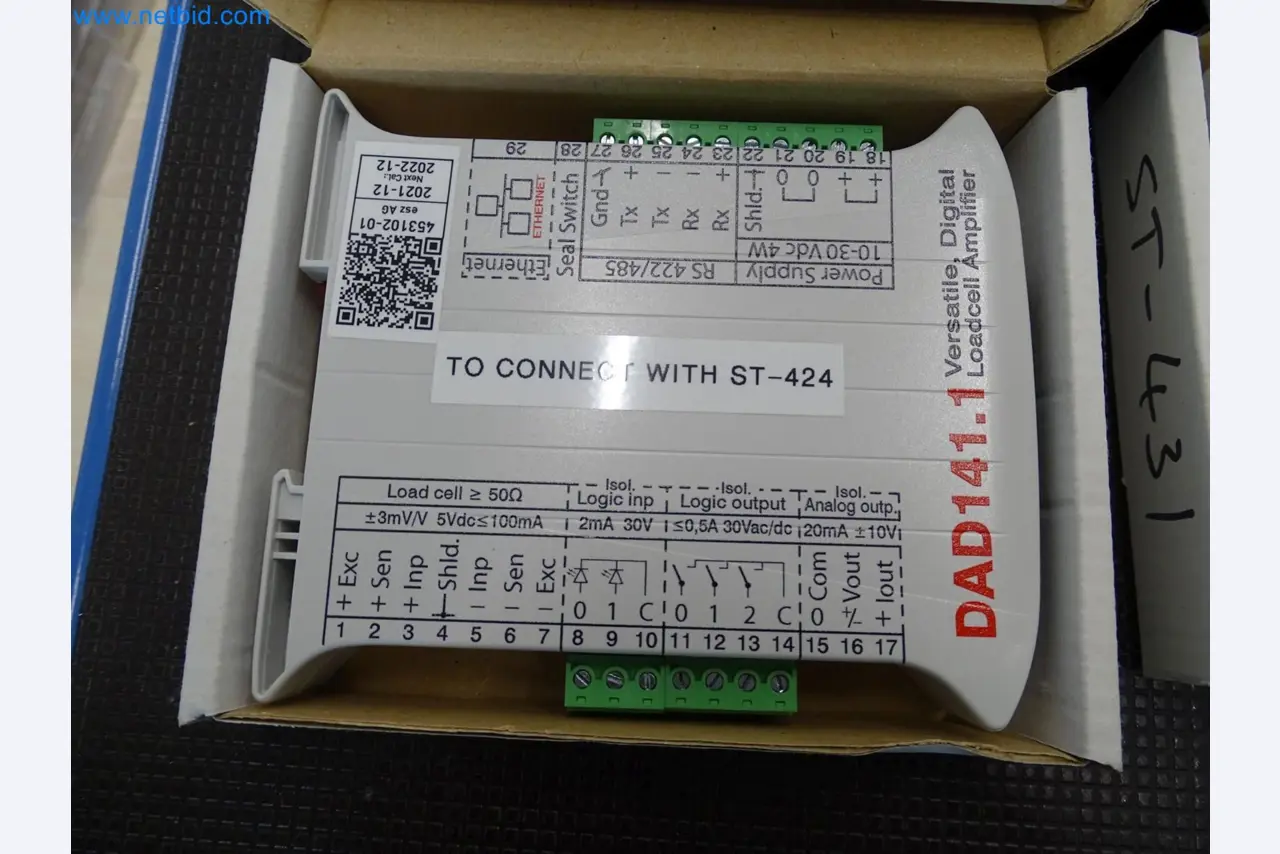 www.netbid.com
453102-01
esz AG
2021-12
Next Cal.:
2022-12
29 28 27 26 25 24 23 22 21 20 19 18
ETHERNET
Ethernet
Seal Switch
Gnd
Tx + Tx − Rx − Rx +
Shld. 0 0 + +
RS 422/485
10-30 Vdc 4W
Power Supply
TO CONNECT WITH ST-424
DAD141.1
Versatile, Digital
Loadcell Amplifier
Isol. Isol. Isol.
Load cell ≥ 50Ω Logic inp Logic output Analog outp.
±3mV/V 5Vdc≤100mA 2mA 30V ≤0,5A 30Vac/dc 20mA ±10V
+ Exc + Sen + Inp Shld. − Inp − Sen − Exc 0 1 C 0 1 2 C 0 Com +/− Vout + Iout
1 2 3 4 5 6 7 8 9 10 11 12 13 14 15 16 17
ST-431